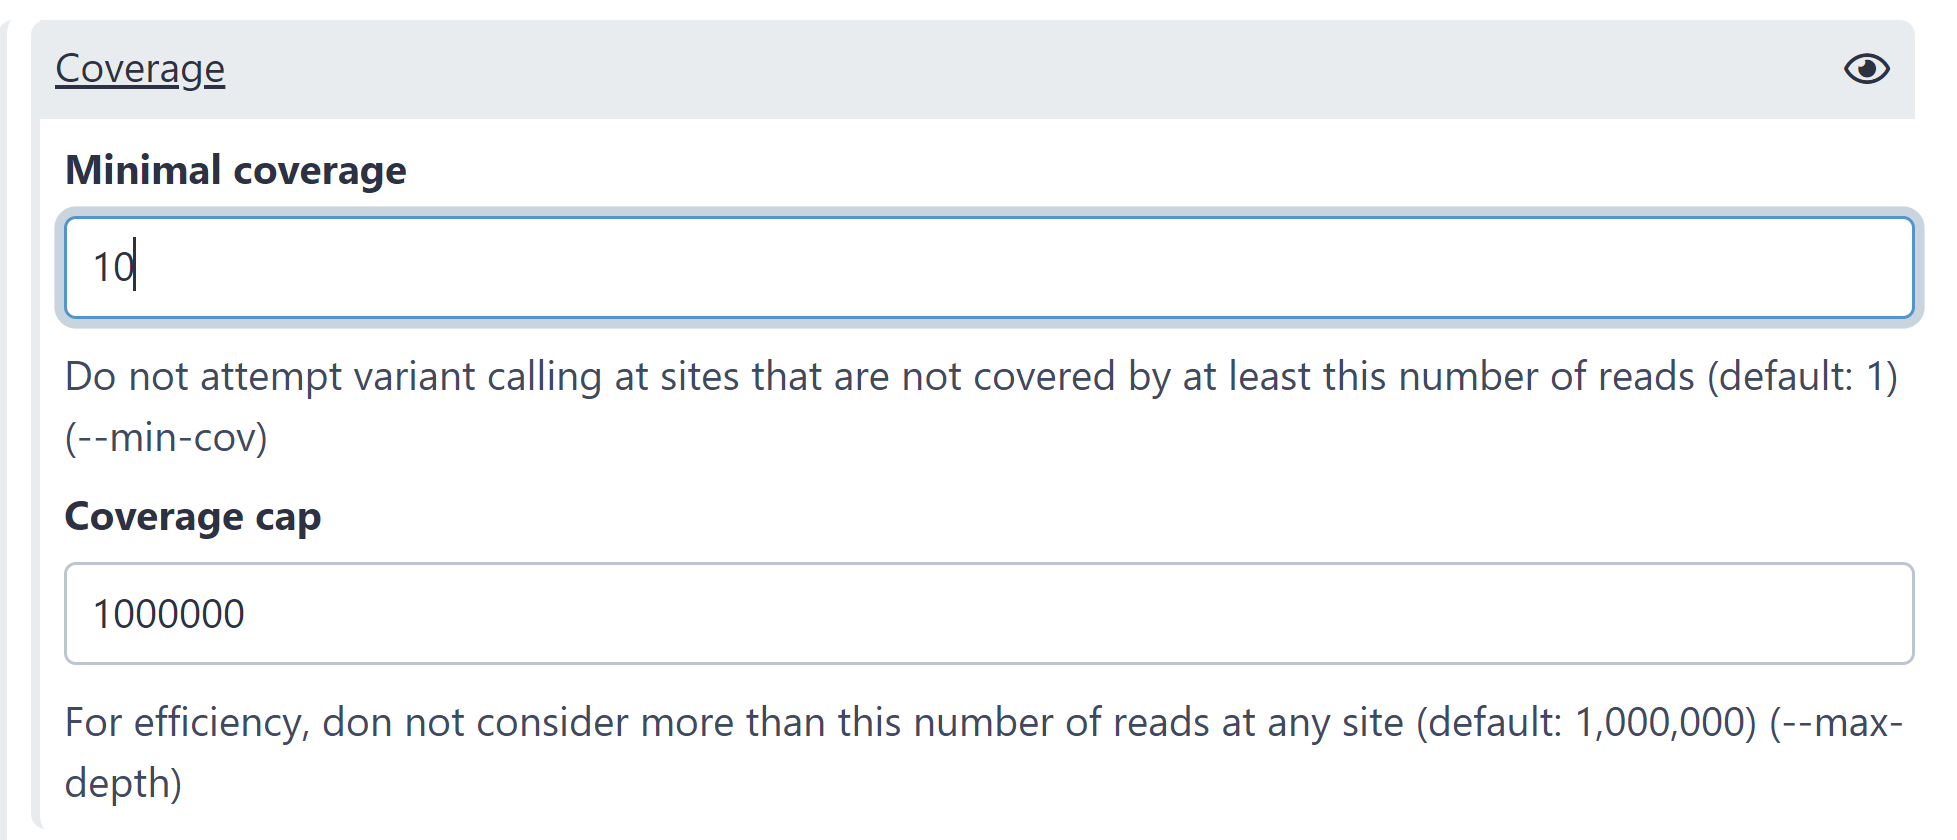 Coverage
Minimal coverage
10
Do not attempt variant calling at sites that are not covered by at least this number of reads (default: 1)
(--min-cov)
Coverage cap
1000000
For efficiency, don not consider more than this number of reads at any site (default: 1,000,000) (--max-
depth)